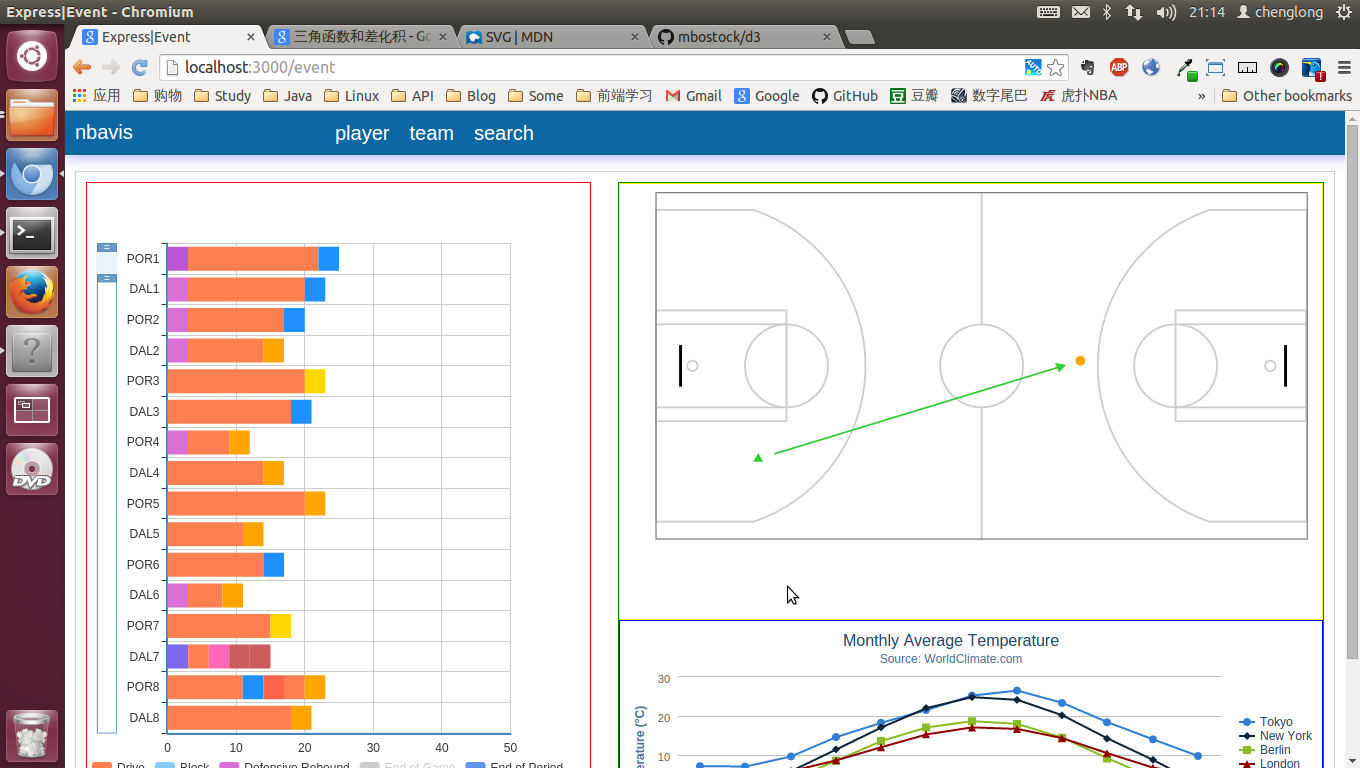 Express|Event - Chromium
21:14
chenglong
Express|Event
三角函数和差化积 - Go
SVG | MDN
mbostock/d3
localhost:3000/event
ABP
应用
购物
Study
Java
Linux
API
Blog
Some
前端学习
Gmail
Google
GitHub
豆瓣
数字尾巴
虎扑NBA
»
Other bookmarks
nbavis
player
team
search
POR1
DAL1
POR2
DAL2
POR3
DAL3
POR4
DAL4
POR5
DAL5
POR6
DAL6
POR7
DAL7
POR8
DAL8
0 10 20 30 40 50
Drive
Block
Defensive Rebound
End of Game
End of Period
Monthly Average Temperature
Source: WorldClimate.com
30
20
10
erature (°C)
Tokyo
New York
Berlin
London
DVD